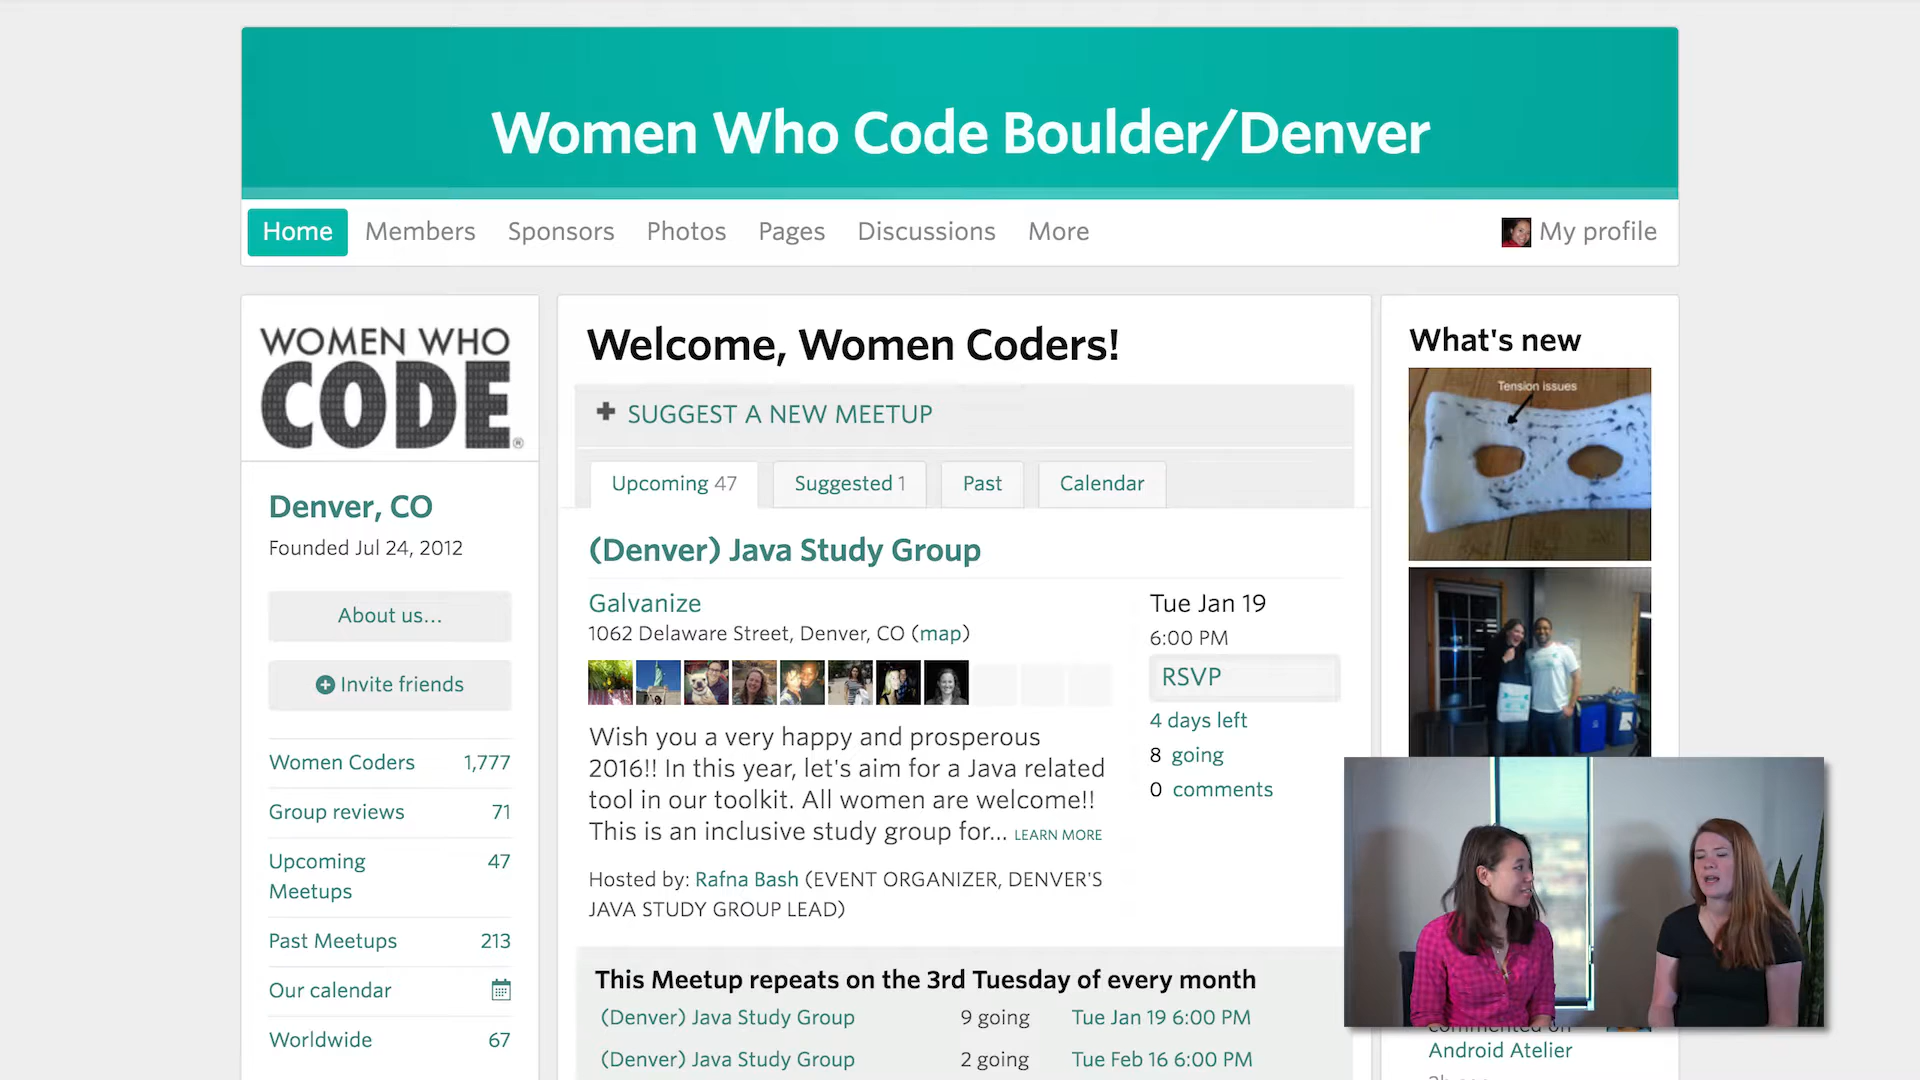 Women Who Code Boulder/Denver
Home Members Sponsors Photos Pages Discussions More My profile
WOMEN WHO
CODE®
Denver, CO
Founded Jul 24, 2012
About us...
Invite friends
Women Coders 1,777
Group reviews 71
Upcoming
Meetups 47
Past Meetups 213
Our calendar
Worldwide 67
Welcome, Women Coders!
+ SUGGEST A NEW MEETUP
Upcoming 47 Suggested 1 Past Calendar
(Denver) Java Study Group
Galvanize
1062 Delaware Street, Denver, CO (map)
Wish you a very happy and prosperous
2016!! In this year, let's aim for a Java related
tool in our toolkit. All women are welcome!!
This is an inclusive study group for... LEARN MORE
Hosted by: Rafna Bash (EVENT ORGANIZER, DENVER'S
JAVA STUDY GROUP LEAD)
Tue Jan 19
6:00 PM
RSVP
4 days left
8 going
0 comments
This Meetup repeats on the 3rd Tuesday of every month
(Denver) Java Study Group 9 going Tue Jan 19 6:00 PM
(Denver) Java Study Group 2 going Tue Feb 16 6:00 PM
What's new
Tension issues
commented on
Android Atelier